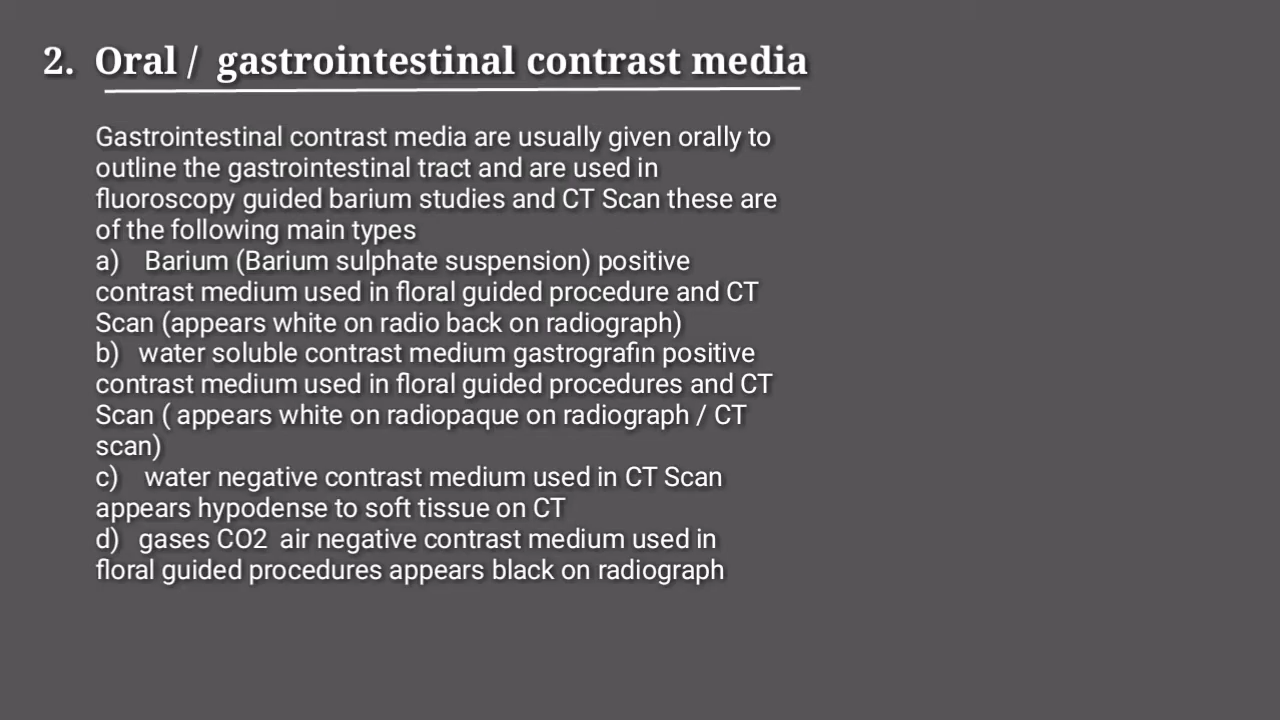 2. Oral / gastrointestinal contrast media
Gastrointestinal contrast media are usually given orally to
outline the gastrointestinal tract and are used in
fluoroscopy guided barium studies and CT Scan these are
of the following main types
a) Barium (Barium sulphate suspension) positive
contrast medium used in floral guided procedure and CT
Scan (appears white on radio back on radiograph)
b) water soluble contrast medium gastrografin positive
contrast medium used in floral guided procedures and CT
Scan ( appears white on radiopaque on radiograph / CT
scan)
c) water negative contrast medium used in CT Scan
appears hypodense to soft tissue on CT
d) gases CO2 air negative contrast medium used in
floral guided procedures appears black on radiograph